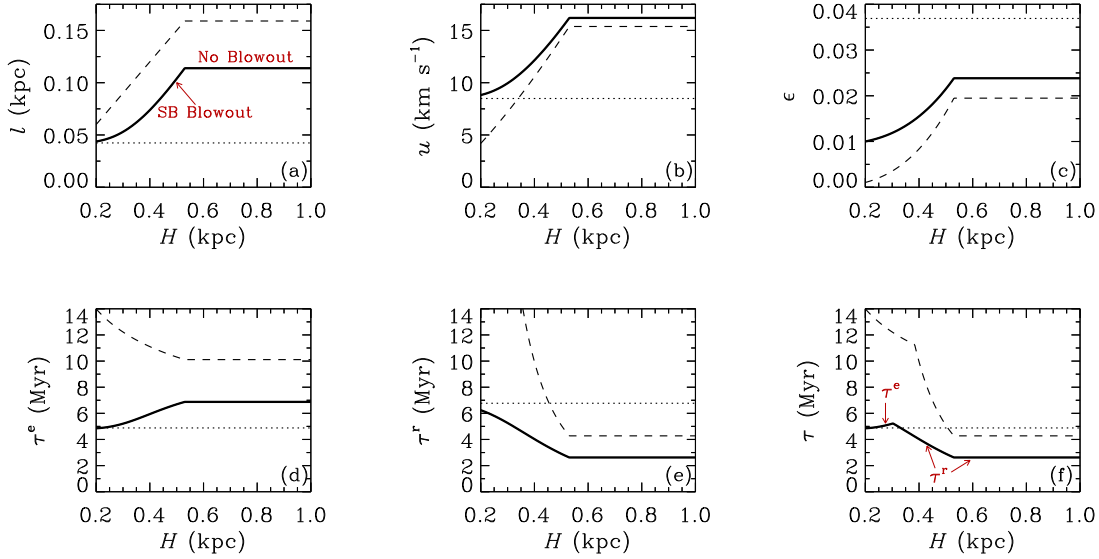 0.15
0.10
0.05
0.00
l (kpc)
No Blowout
SB Blowout
(a)
0.2 0.4 0.6 0.8 1.0
H (kpc)
15
10
5
0
u (km s⁻¹)
(b)
0.2 0.4 0.6 0.8 1.0
H (kpc)
0.04
0.03
0.02
0.01
0.00
ϵ
(c)
0.2 0.4 0.6 0.8 1.0
H (kpc)
14
12
10
8
6
4
2
0
τᵉ (Myr)
(d)
0.2 0.4 0.6 0.8 1.0
H (kpc)
14
12
10
8
6
4
2
0
τʳ (Myr)
(e)
0.2 0.4 0.6 0.8 1.0
H (kpc)
14
12
10
8
6
4
2
0
τ (Myr)
τᵉ
τʳ
(f)
0.2 0.4 0.6 0.8 1.0
H (kpc)